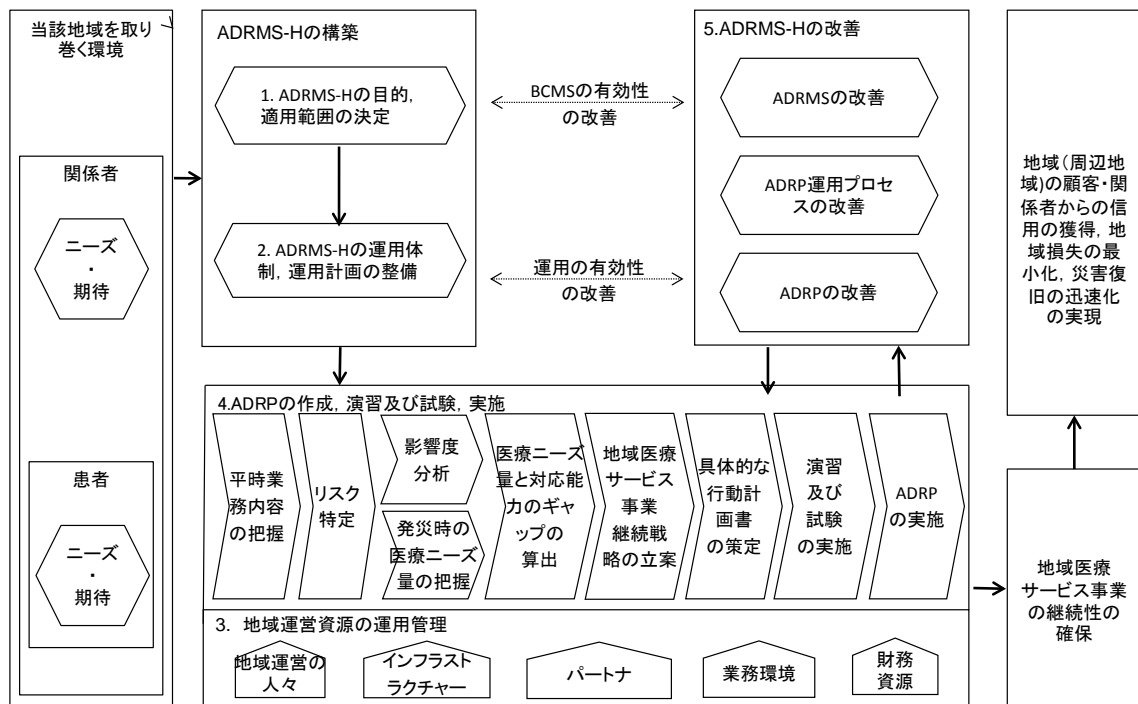 当該地域を取り
巻く環境
関係者
ニーズ
・
期待
患者
ニーズ
・
期待
ADRMS-Hの構築
1. ADRMS-Hの目的,
適用範囲の決定
2. ADRMS-Hの運用体
制, 運用計画の整備
BCMSの有効性
の改善
運用の有効性
の改善
5.ADRMS-Hの改善
ADRMSの改善
ADRP運用プロセ
スの改善
ADRPの改善
4.ADRPの作成, 演習及び試験, 実施
平時業
務内容
の把握
リスク
特定
影響度
分析
発災時の
医療ニーズ
量の把握
医療ニーズ
量と対応能
力のギャ
ップの
算出
地域医療
サービス
事業
継続戦
略の立案
具体的な
行動計
画書
の策定
演習
及び
試験
の実施
ADRP
の実施
3. 地域運営資源の運用管理
地域運営の
人々
インフラスト
ラクチャー
パートナ
業務環境
財務
資源
地域(周辺地
域)の顧客・関
係者からの信
用の獲得, 地
域損失の最
小化, 災害復
旧の迅速化
の実現
地域医療
サービス事業
の継続性の
確保